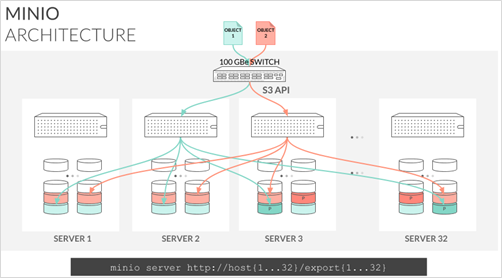 MINIO
ARCHITECTURE
OBJECT
1
OBJECT
2
100 GBe SWITCH
S3 API
P
P
P
P
SERVER 1
SERVER 2
SERVER 3
SERVER 32
minio server http://host{1...32}/export{1...32}